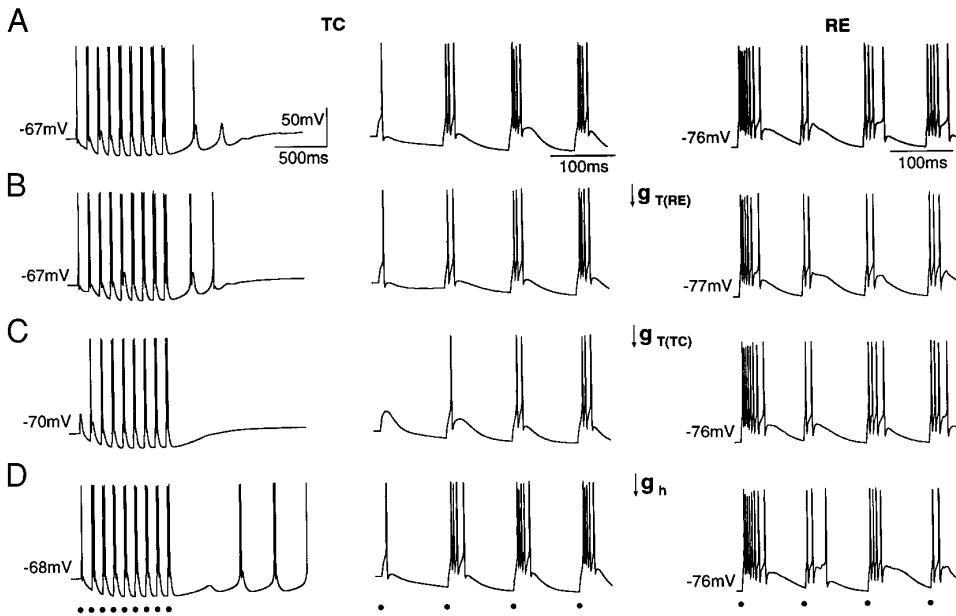 A
TC
RE
-67mV
50mV
500ms
100ms
-76mV
100ms
B
-67mV
↓g T(RE)
-77mV
C
-70mV
↓g T(TC)
-76mV
D
-68mV
↓g h
-76mV